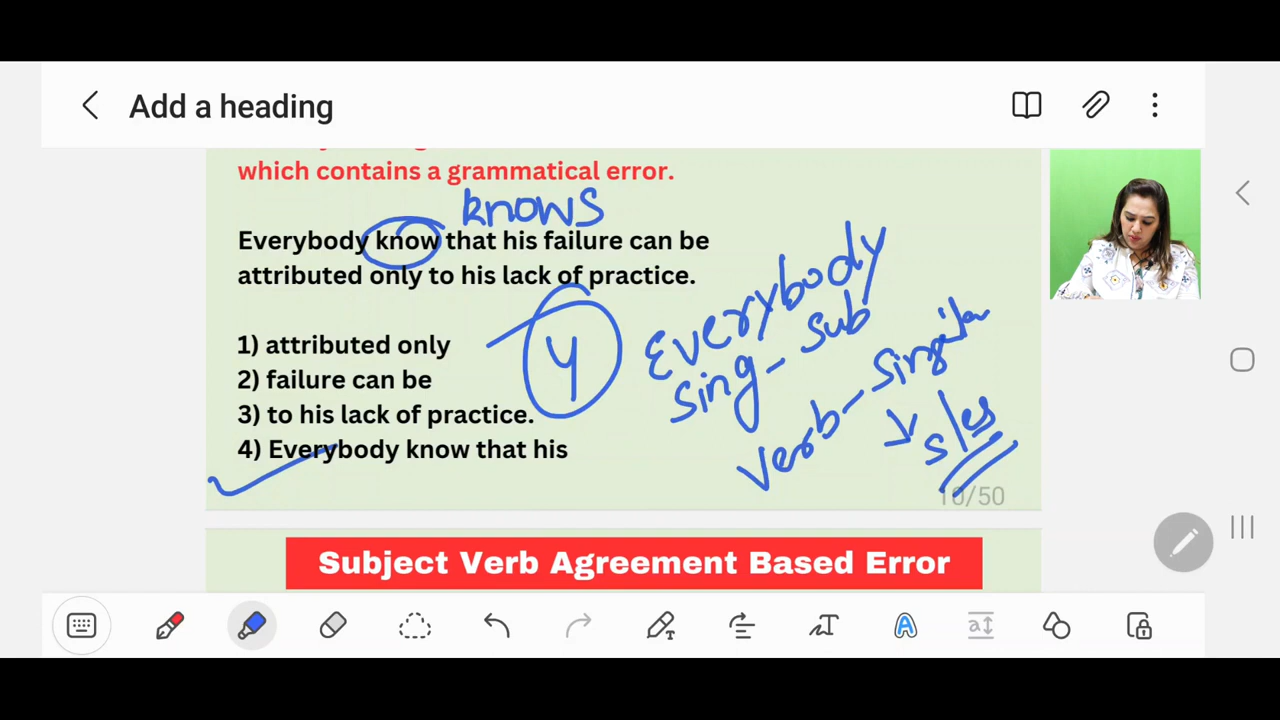 Add a heading
which contains a grammatical error.
knows
Everybody know that his failure can be
attributed only to his lack of practice.
1) attributed only
2) failure can be
3) to his lack of practice.
4) Everybody know that his
4
Everybody
Sing - Sub
Verb - Singular
s/es
10/50
Subject Verb Agreement Based Error